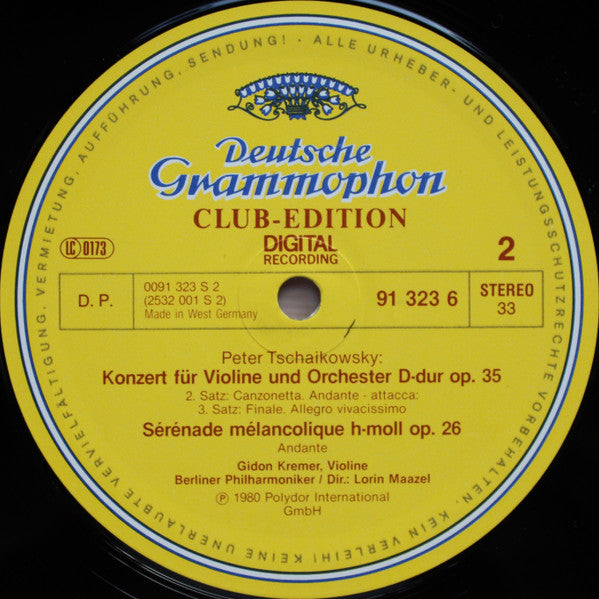 ALLE URHEBER- UND LEISTUNGSSCHUTZRECHTE VORBEHALTEN. KEIN VERLEIH! KEINE UNERLAUBTE VERVIELFÄLTIGUNG, VERMIETUNG, AUFFÜHRUNG, SENDUNG! ·
Deutsche
Grammophon
CLUB-EDITION
DIGITAL
RECORDING
2
LC 0173
D. P.
0091 323 S 2
(2532 001 S 2)
Made in West Germany
91 323 6
STEREO
33
Peter Tschaikowsky:
Konzert für Violine und Orchester D-dur op. 35
2. Satz: Canzonetta. Andante · attacca:
3. Satz: Finale. Allegro vivacissimo
Sérénade mélancolique h-moll op. 26
Andante
Gidon Kremer, Violine
Berliner Philharmoniker / Dir.: Lorin Maazel
℗ 1980 Polydor International
GmbH